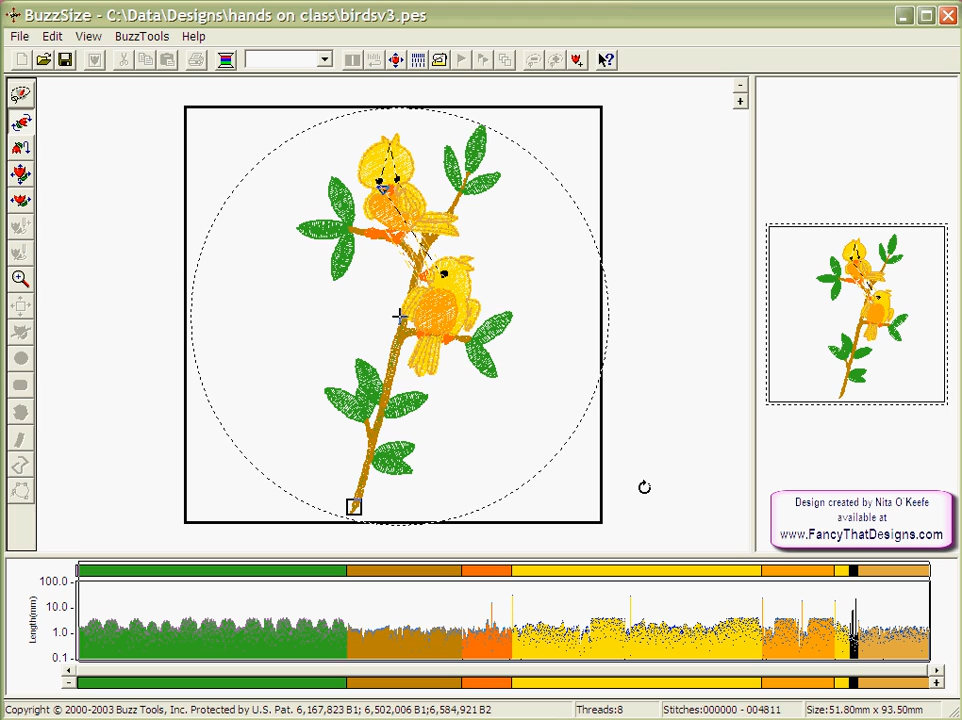 BuzzSize - C:\Data\Designs\hands on class\birdsv3.pes
File Edit View BuzzTools Help
-
+
Design created by Nita O'Keefe
available at
www.FancyThatDesigns.com
Length(mm)
100.0
10.0
1.0
0.1
-
+
Copyright © 2000-2003 Buzz Tools, Inc. Protected by U.S. Pat. 6,167,823 B1; 6,502,006 B1;6,584,921 B2
Threads:8
Stitches:000000 - 004811
Size:51.80mm x 93.50mm